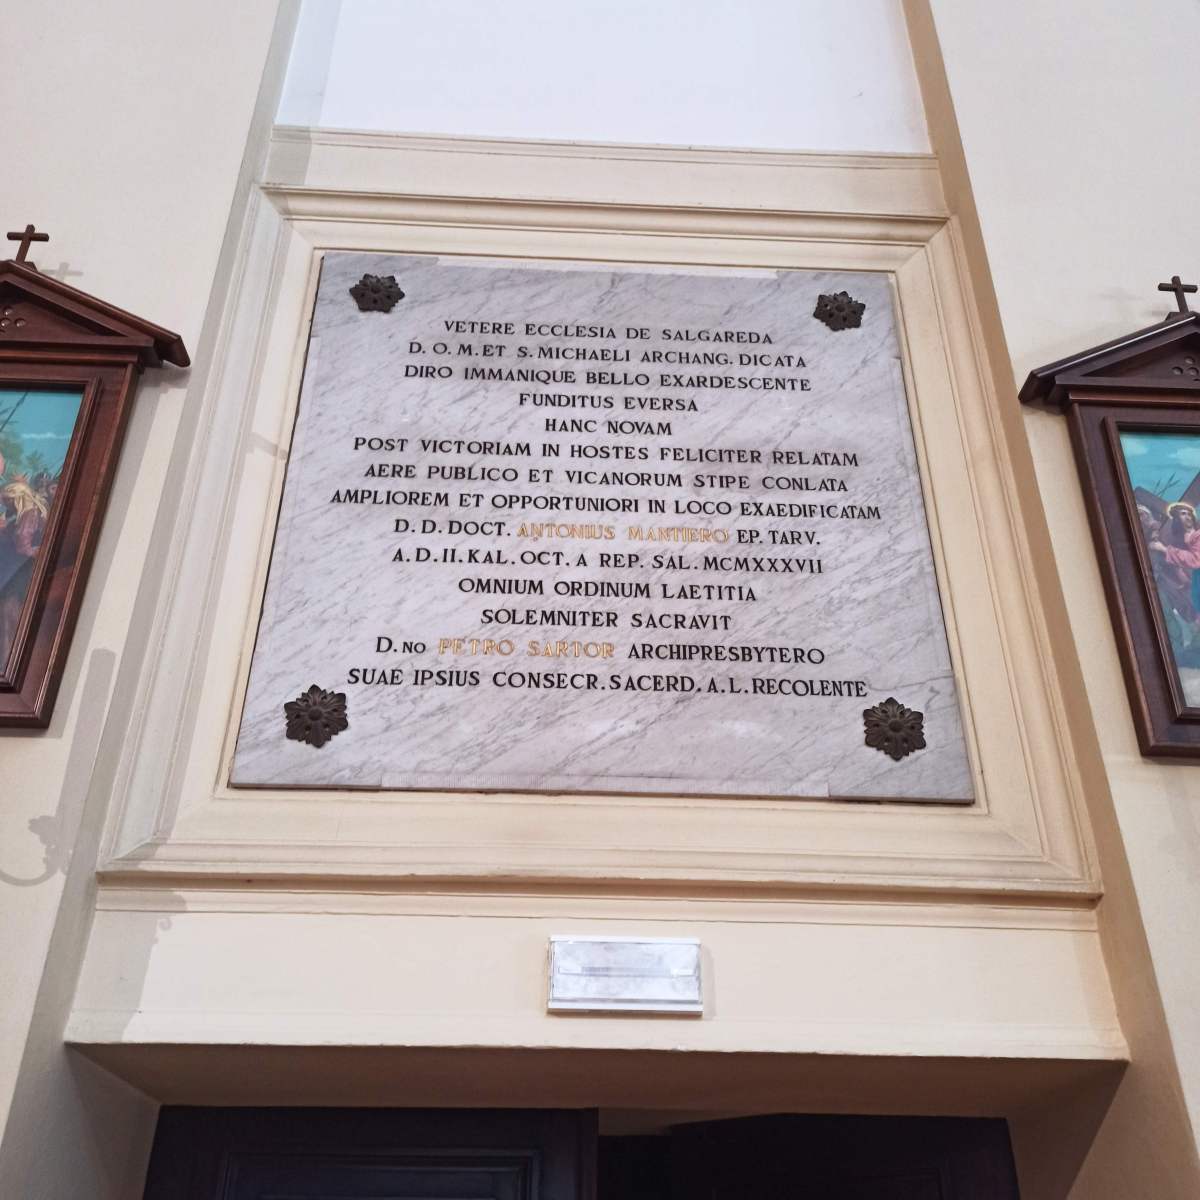 VETERE ECCLESIA DE SALGAREDA
D. O. M. ET S. MICHAELI ARCHANG. DICATA
DIRO IMMANIQUE BELLO EXARDESCENTE
FUNDITUS EVERSA
HANC NOVAM
POST VICTORIAM IN HOSTES FELICITER RELATAM
AERE PUBLICO ET VICANORUM STIPE CONLATA
AMPLIOREM ET OPPORTUNIORI IN LOCO EXAEDIFICATAM
D. D. DOCT. ANTONIUS MANTIERO EP. TARV.
A. D. II. KAL. OCT. A REP. SAL. MCMXXXVII
OMNIUM ORDINUM LAETITIA
SOLEMNITER SACRAVIT
D. NO PETRO SARTOR ARCHIPRESBYTERO
SUAE IPSIUS CONSECR. SACERD. A. L. RECOLENTE